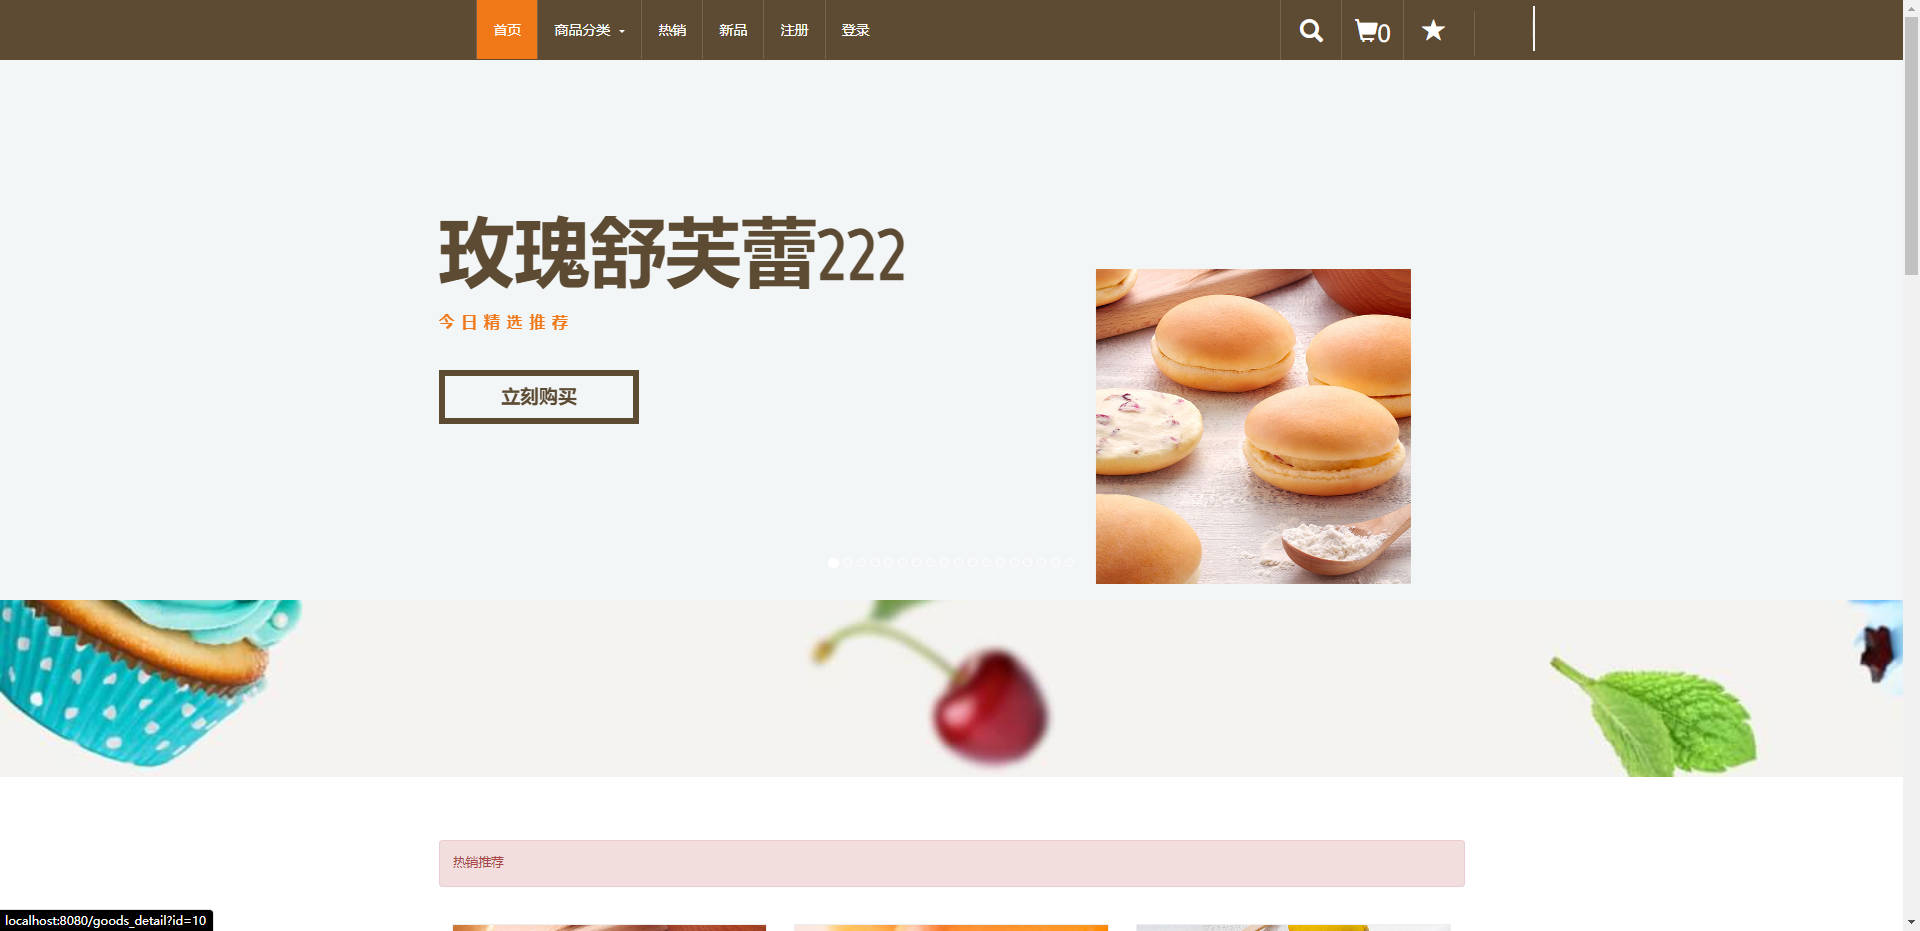 首页 商品分类 热销 新品 注册 登录 0
玫瑰舒芙蕾222
今日精选推荐
立刻购买
热销推荐
localhost:8080/goods_detail?id=10